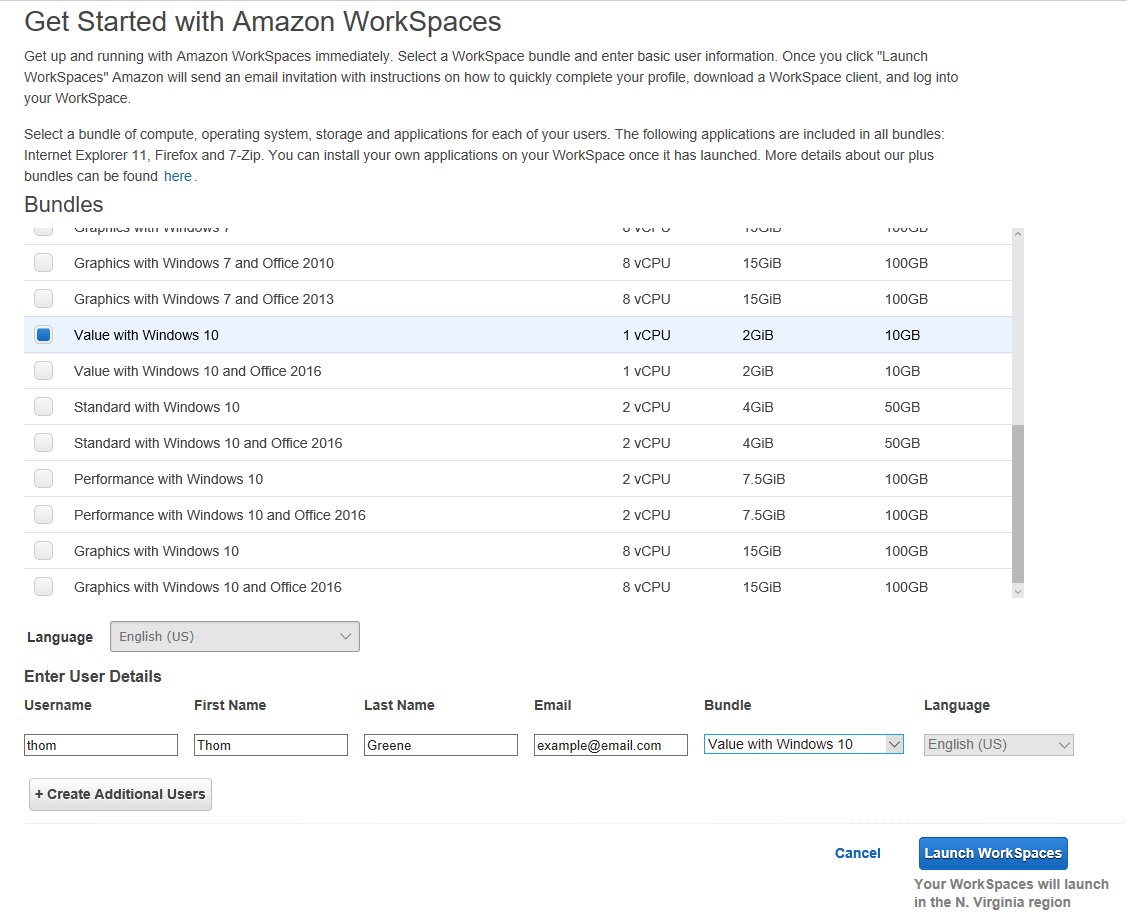 Get Started with Amazon WorkSpaces
Get up and running with Amazon WorkSpaces immediately. Select a WorkSpace bundle and enter basic user information. Once you click "Launch
WorkSpaces" Amazon will send an email invitation with instructions on how to quickly complete your profile, download a WorkSpace client, and log into
your WorkSpace.
Select a bundle of compute, operating system, storage and applications for each of your users. The following applications are included in all bundles:
Internet Explorer 11, Firefox and 7-Zip. You can install your own applications on your WorkSpace once it has launched. More details about our plus
bundles can be found here.
Bundles
Graphics with Windows 7 8 vCPU 15GiB 100GB
Graphics with Windows 7 and Office 2010 8 vCPU 15GiB 100GB
Graphics with Windows 7 and Office 2013 8 vCPU 15GiB 100GB
Value with Windows 10 1 vCPU 2GiB 10GB
Value with Windows 10 and Office 2016 1 vCPU 2GiB 10GB
Standard with Windows 10 2 vCPU 4GiB 50GB
Standard with Windows 10 and Office 2016 2 vCPU 4GiB 50GB
Performance with Windows 10 2 vCPU 7.5GiB 100GB
Performance with Windows 10 and Office 2016 2 vCPU 7.5GiB 100GB
Graphics with Windows 10 8 vCPU 15GiB 100GB
Graphics with Windows 10 and Office 2016 8 vCPU 15GiB 100GB
Language English (US)
Enter User Details
Username First Name Last Name Email Bundle Language
thom Thom Greene example@email.com Value with Windows 10 English (US)
+ Create Additional Users
Cancel Launch WorkSpaces
Your WorkSpaces will launch
in the N. Virginia region